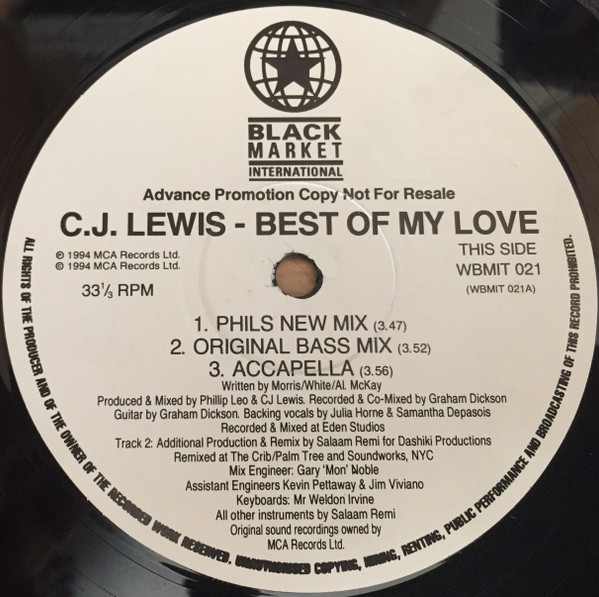 BLACK
MARKET
INTERNATIONAL
Advance Promotion Copy Not For Resale
C.J. LEWIS - BEST OF MY LOVE
℗ 1994 MCA Records Ltd.
© 1994 MCA Records Ltd.
33⅓ RPM
THIS SIDE
WBMIT 021
(WBMIT 021A)
1. PHILS NEW MIX (3.47)
2. ORIGINAL BASS MIX (3.52)
3. ACCAPELLA (3.56)
Written by Morris/White/Al. McKay
Produced & Mixed by Phillip Leo & CJ Lewis. Recorded & Co-Mixed by Graham Dickson
Guitar by Graham Dickson. Backing vocals by Julia Horne & Samantha Depasois
Recorded & Mixed at Eden Studios
Track 2: Additional Production & Remix by Salaam Remi for Dashiki Productions
Remixed at The Crib/Palm Tree and Soundworks, NYC
Mix Engineer: Gary 'Mon' Noble
Assistant Engineers Kevin Pettaway & Jim Viviano
Keyboards: Mr Weldon Irvine
All other instruments by Salaam Remi
Original sound recordings owned by
MCA Records Ltd.
ALL RIGHTS OF THE PRODUCER AND OF THE OWNER OF THE RECORDED WORK RESERVED. UNAUTHORISED COPYING, HIRING, RENTING, PUBLIC PERFORMANCE AND BROADCASTING OF THIS RECORD PROHIBITED.